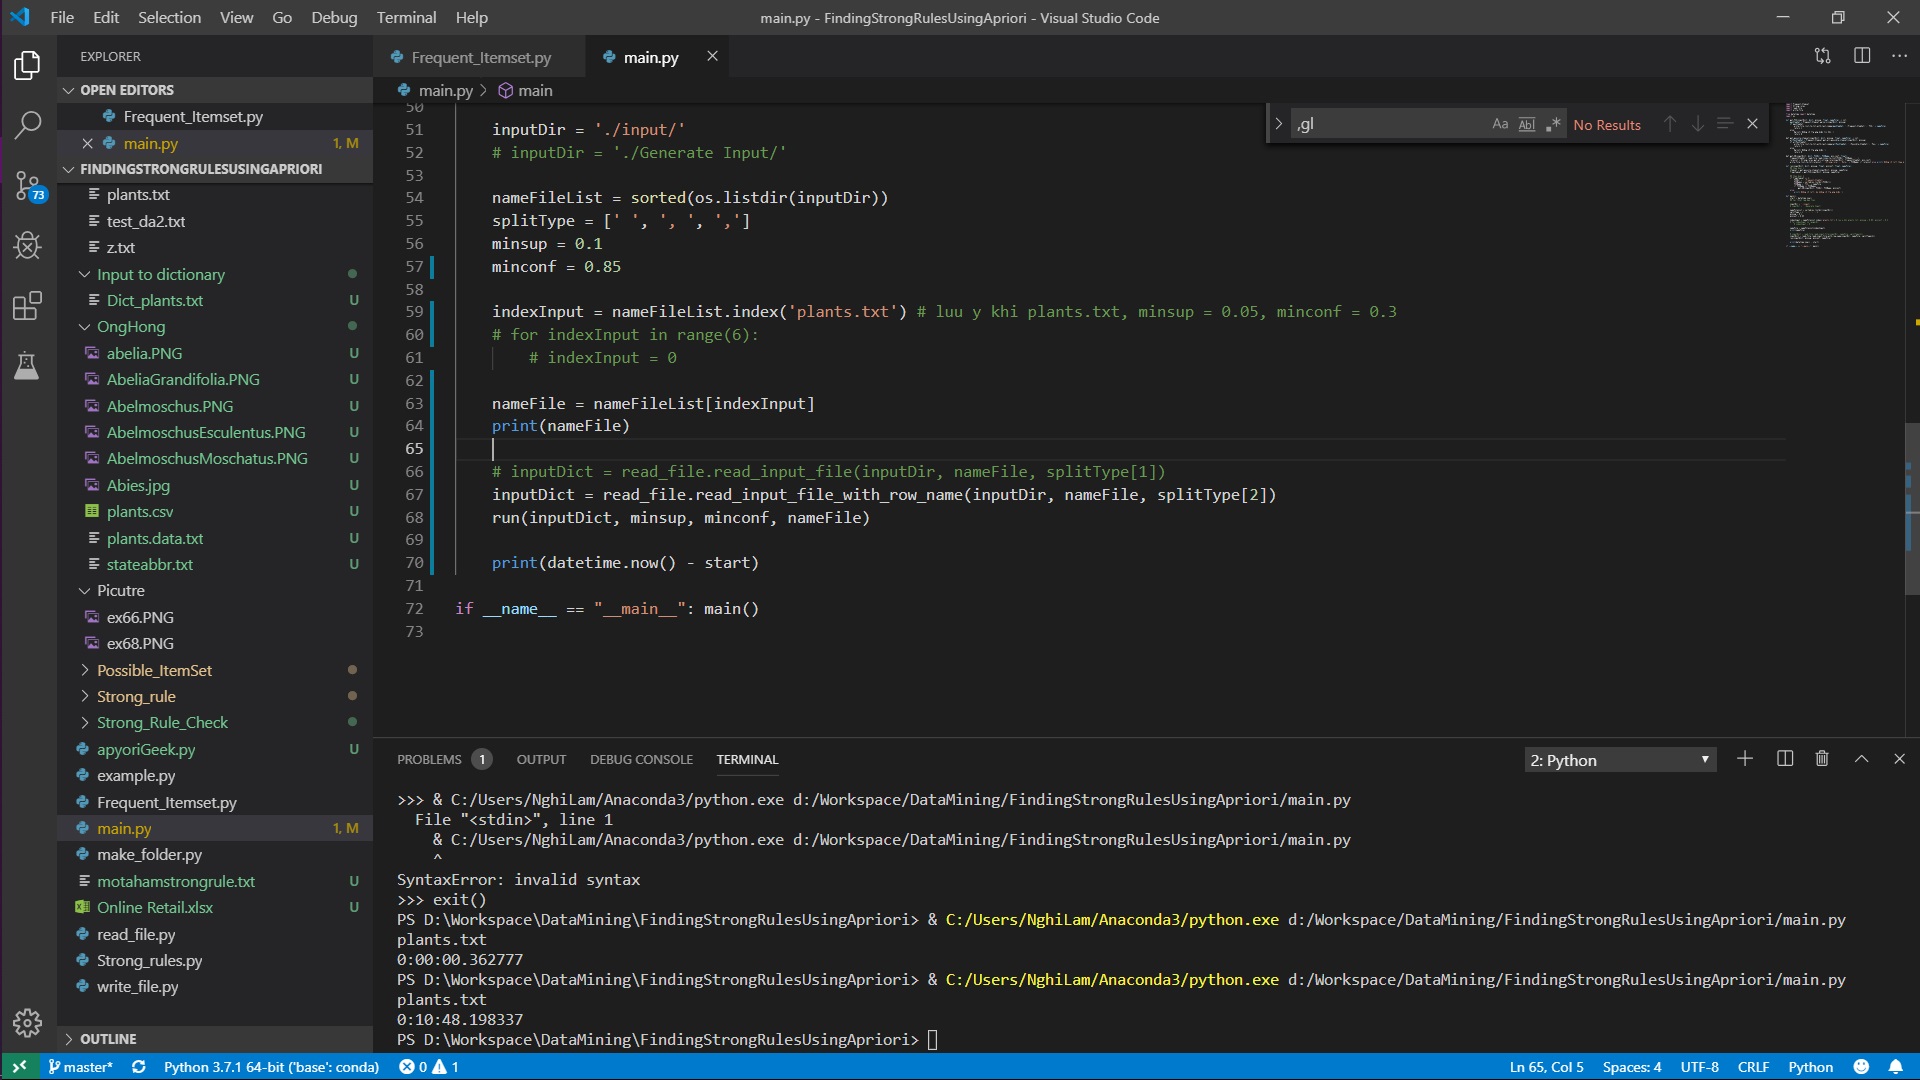 File Edit Selection View Go Debug Terminal Help
main.py - FindingStrongRulesUsingApriori - Visual Studio Code
EXPLORER
OPEN EDITORS
Frequent_Itemset.py
main.py 1, M
FINDINGSTRONGRULESUSINGAPRIORI
plants.txt
test_da2.txt
z.txt
Input to dictionary
Dict_plants.txt U
OngHong
abelia.PNG U
AbeliaGrandifolia.PNG U
Abelmoschus.PNG U
AbelmoschusEsculentus.PNG U
AbelmoschusMoschatus.PNG U
Abies.jpg U
plants.csv U
plants.data.txt U
stateabbr.txt U
Picutre
ex66.PNG
ex68.PNG
Possible_ItemSet
Strong_rule
Strong_Rule_Check
apyoriGeek.py U
example.py
Frequent_Itemset.py
main.py 1, M
make_folder.py
motahamstrongrule.txt U
Online Retail.xlsx U
read_file.py
Strong_rules.py
write_file.py
OUTLINE
73
Frequent_Itemset.py main.py
main.py > main
,gl Aa Abl .* No Results
50
51 inputDir = './input/'
52 # inputDir = './Generate Input/'
53
54 nameFileList = sorted(os.listdir(inputDir))
55 splitType = [' ', ', ', ',']
56 minsup = 0.1
57 minconf = 0.85
58
59 indexInput = nameFileList.index('plants.txt') # luu y khi plants.txt, minsup = 0.05, minconf = 0.3
60 # for indexInput in range(6):
61 # indexInput = 0
62
63 nameFile = nameFileList[indexInput]
64 print(nameFile)
65
66 # inputDict = read_file.read_input_file(inputDir, nameFile, splitType[1])
67 inputDict = read_file.read_input_file_with_row_name(inputDir, nameFile, splitType[2])
68 run(inputDict, minsup, minconf, nameFile)
69
70 print(datetime.now() - start)
71
72 if __name__ == "__main__": main()
73
PROBLEMS 1 OUTPUT DEBUG CONSOLE TERMINAL 2: Python
>>> & C:/Users/NghiLam/Anaconda3/python.exe d:/Workspace/DataMining/FindingStrongRulesUsingApriori/main.py
File "<stdin>", line 1
& C:/Users/NghiLam/Anaconda3/python.exe d:/Workspace/DataMining/FindingStrongRulesUsingApriori/main.py
^
SyntaxError: invalid syntax
>>> exit()
PS D:\Workspace\DataMining\FindingStrongRulesUsingApriori> & C:/Users/NghiLam/Anaconda3/python.exe d:/Workspace/DataMining/FindingStrongRulesUsingApriori/main.py
plants.txt
0:00:00.362777
PS D:\Workspace\DataMining\FindingStrongRulesUsingApriori> & C:/Users/NghiLam/Anaconda3/python.exe d:/Workspace/DataMining/FindingStrongRulesUsingApriori/main.py
plants.txt
0:10:48.198337
PS D:\Workspace\DataMining\FindingStrongRulesUsingApriori>
master* Python 3.7.1 64-bit ('base': conda) 0 1 Ln 65, Col 5 Spaces: 4 UTF-8 CRLF Python